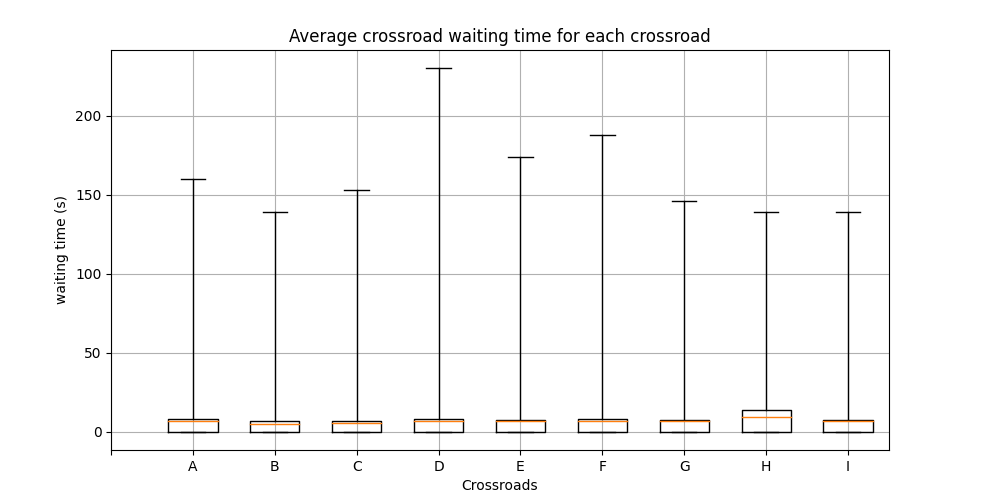 Average crossroad waiting time for each crossroad
waiting time (s)
200
150
100
50
0
A B C D E F G H I
Crossroads